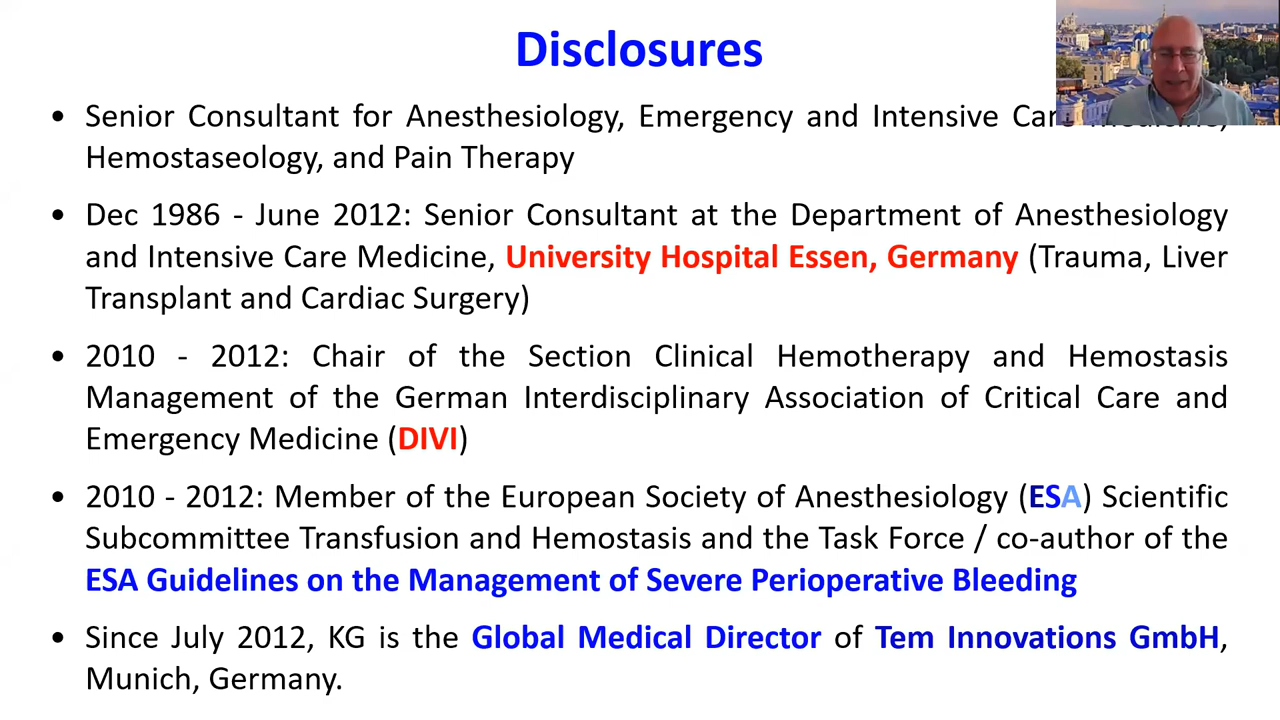 Disclosures
• Senior Consultant for Anesthesiology, Emergency and Intensive Care Medicine,
Hemostaseology, and Pain Therapy
• Dec 1986 - June 2012: Senior Consultant at the Department of Anesthesiology
and Intensive Care Medicine, University Hospital Essen, Germany (Trauma, Liver
Transplant and Cardiac Surgery)
• 2010 - 2012: Chair of the Section Clinical Hemotherapy and Hemostasis
Management of the German Interdisciplinary Association of Critical Care and
Emergency Medicine (DIVI)
• 2010 - 2012: Member of the European Society of Anesthesiology (ESA) Scientific
Subcommittee Transfusion and Hemostasis and the Task Force / co-author of the
ESA Guidelines on the Management of Severe Perioperative Bleeding
• Since July 2012, KG is the Global Medical Director of Tem Innovations GmbH,
Munich, Germany.